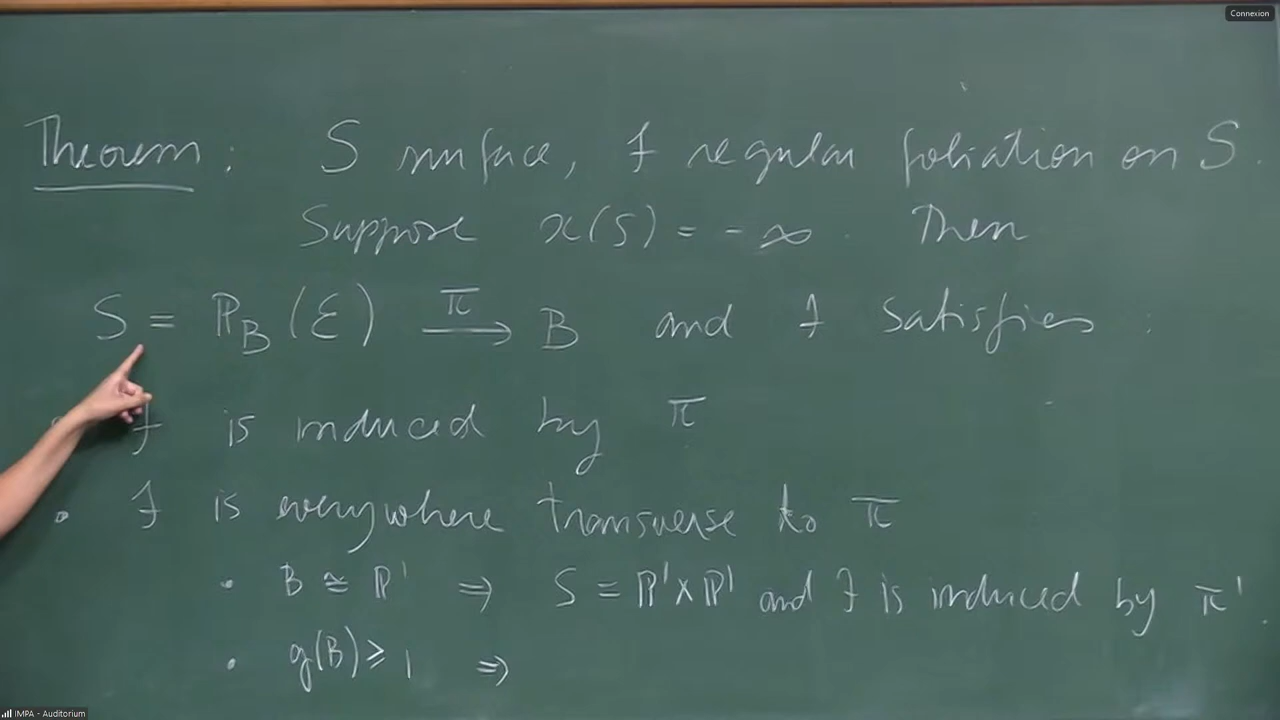 Connexion
Theorem: S surface, F regular foliation on S.
Suppose ϰ(S) = -∞. Then
S = ℙ_B(ℰ) —π→ B and F satisfies:
• F is induced by π
• F is everywhere transverse to π
• B ≃ ℙ¹ ⇒ S = ℙ¹×ℙ¹ and F is induced by π'.
• g(B) ⩾ 1 ⇒
IMPA - Auditorium